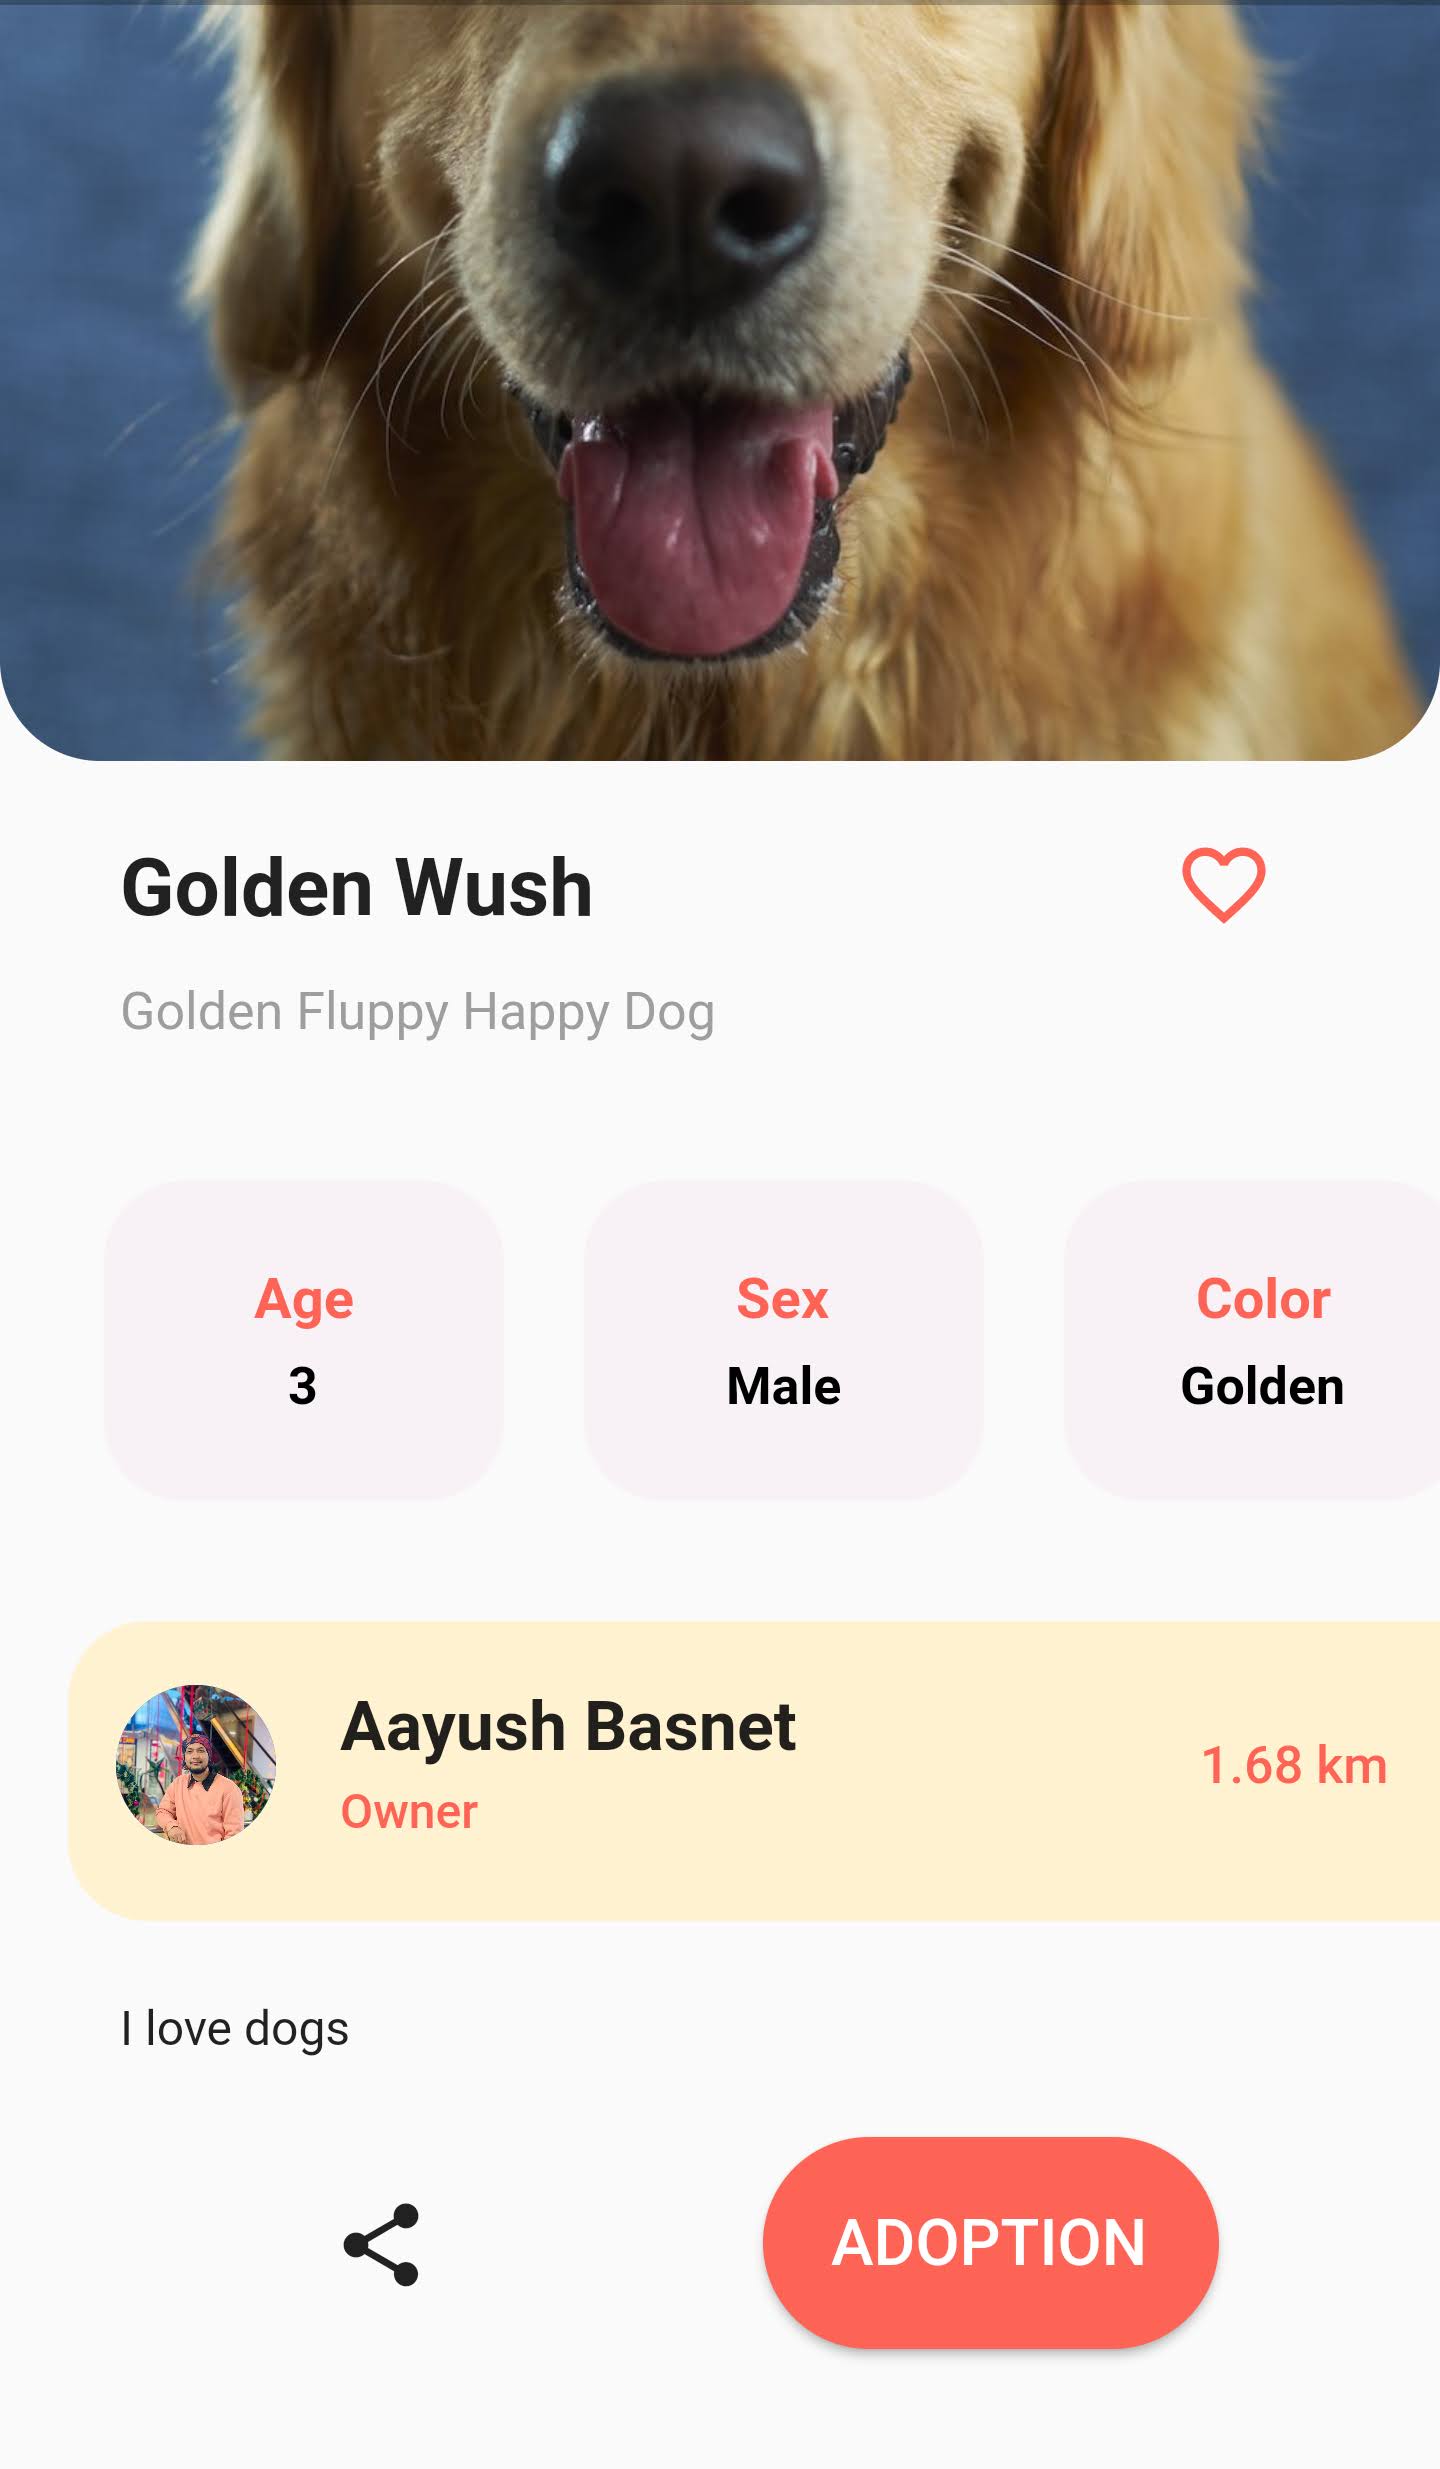 Golden Wush
Golden Fluppy Happy Dog
Age
3
Sex
Male
Color
Golden
Aayush Basnet
Owner
1.68 km
I love dogs
ADOPTION